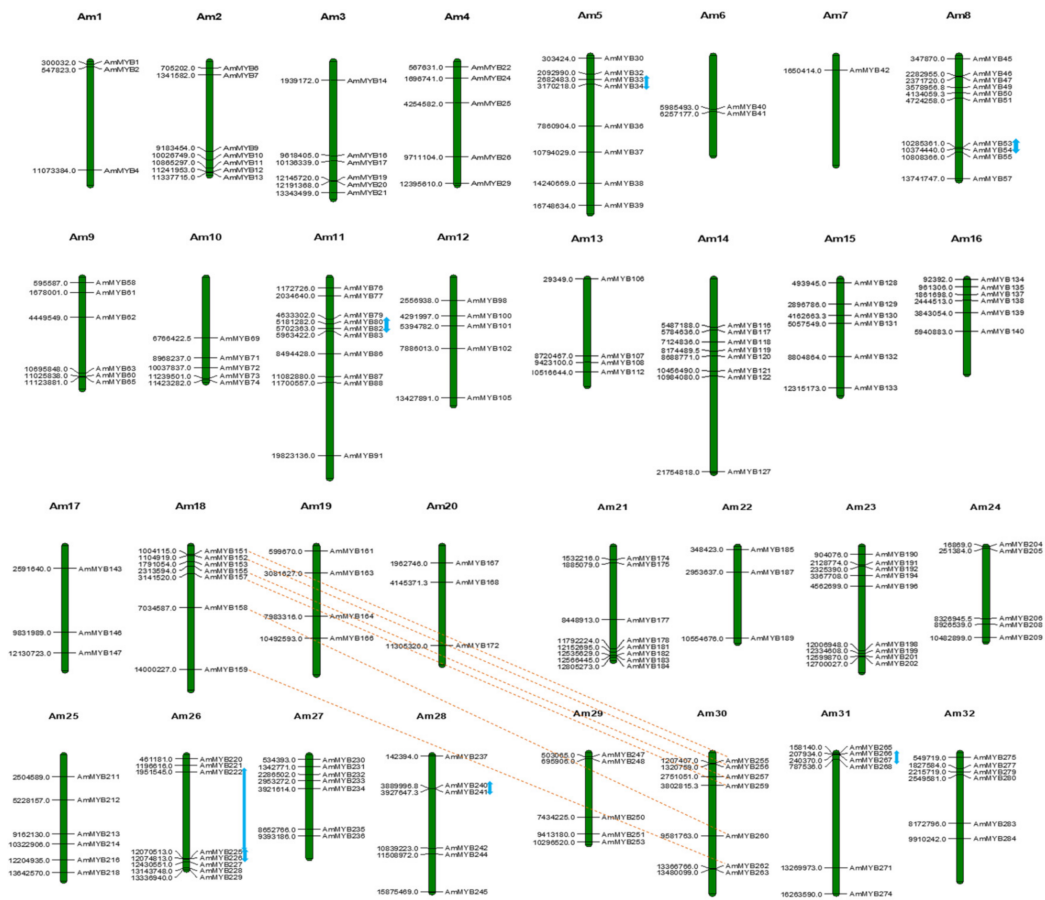 Am1
300032.0 AmMYB1
547823.0 AmMYB2
11073384.0 AmMYB4
Am2
705202.0 AmMYB6
1341582.0 AmMYB7
9183454.0 AmMYB9
10026749.0 AmMYB10
10865297.0 AmMYB11
11241953.0 AmMYB12
11337715.0 AmMYB13
Am3
1939172.0 AmMYB14
9618405.0 AmMYB16
10136339.0 AmMYB17
12145720.0 AmMYB19
12191368.0 AmMYB20
13343499.0 AmMYB21
Am4
567631.0 AmMYB22
1696741.0 AmMYB24
4254582.0 AmMYB25
9711104.0 AmMYB26
12395610.0 AmMYB29
Am5
303424.0 AmMYB30
2092990.0 AmMYB32
2682483.0 AmMYB33
3170218.0 AmMYB34
7860904.0 AmMYB36
10794029.0 AmMYB37
14240669.0 AmMYB38
16748634.0 AmMYB39
Am6
5985493.0 AmMYB40
6257177.0 AmMYB41
Am7
1650414.0 AmMYB42
Am8
347870.0 AmMYB45
2282955.0 AmMYB46
2371720.0 AmMYB47
3578956.8 AmMYB49
4134059.3 AmMYB50
4724258.0 AmMYB51
10285361.0 AmMYB53
10374440.0 AmMYB54
10808366.0 AmMYB55
13741747.0 AmMYB57
Am9
595587.0 AmMYB58
1678001.0 AmMYB61
4449549.0 AmMYB62
10695848.0 AmMYB63
11025838.0 AmMYB60
11123881.0 AmMYB65
Am10
6766422.5 AmMYB69
8968237.0 AmMYB71
10037837.0 AmMYB72
11239501.0 AmMYB73
11423282.0 AmMYB74
Am11
1172726.0 AmMYB76
2034640.0 AmMYB77
4633302.0 AmMYB79
5181282.0 AmMYB80
5702363.0 AmMYB82
5963422.0 AmMYB83
8494428.0 AmMYB86
11082880.0 AmMYB87
11700557.0 AmMYB88
19823136.0 AmMYB91
Am12
2556938.0 AmMYB98
4291997.0 AmMYB100
5394782.0 AmMYB101
7886013.0 AmMYB102
13427891.0 AmMYB105
Am13
29349.0 AmMYB106
8720467.0 AmMYB107
9423100.0 AmMYB108
10516644.0 AmMYB112
Am14
5487188.0 AmMYB116
5784636.0 AmMYB117
7124836.0 AmMYB118
8174489.5 AmMYB119
8688771.0 AmMYB120
10456490.0 AmMYB121
10984080.0 AmMYB122
21754818.0 AmMYB127
Am15
493945.0 AmMYB128
2896786.0 AmMYB129
4162663.3 AmMYB130
5057549.0 AmMYB131
8804864.0 AmMYB132
12315173.0 AmMYB133
Am16
92392.0 AmMYB134
961306.0 AmMYB135
1861698.0 AmMYB137
2444513.0 AmMYB138
3843054.0 AmMYB139
5940883.0 AmMYB140
Am17
2591640.0 AmMYB143
9831989.0 AmMYB146
12130723.0 AmMYB147
Am18
1004115.0 AmMYB151
1104919.0 AmMYB152
1791054.0 AmMYB153
2313594.0 AmMYB155
3141520.0 AmMYB157
7034587.0 AmMYB158
14000227.0 AmMYB159
Am19
599670.0 AmMYB161
3081627.0 AmMYB163
7983316.0 AmMYB164
10492593.0 AmMYB166
Am20
1962746.0 AmMYB167
4145371.3 AmMYB168
11305320.0 AmMYB172
Am21
1532216.0 AmMYB174
1885079.0 AmMYB175
8448913.0 AmMYB177
11792224.0 AmMYB178
12152695.0 AmMYB181
12535629.0 AmMYB182
12566445.0 AmMYB183
12805273.0 AmMYB184
Am22
348423.0 AmMYB185
2953637.0 AmMYB187
10554676.0 AmMYB189
Am23
904076.0 AmMYB190
2128774.0 AmMYB191
2325390.0 AmMYB192
3367708.0 AmMYB194
4562699.0 AmMYB196
12006948.0 AmMYB198
12334608.0 AmMYB199
12599870.0 AmMYB201
12700027.0 AmMYB202
Am24
16869.0 AmMYB204
251384.0 AmMYB205
8326945.5 AmMYB206
8926539.0 AmMYB208
10482899.0 AmMYB209
Am25
2504589.0 AmMYB211
5228157.0 AmMYB212
9162130.0 AmMYB213
10322906.0 AmMYB214
12204935.0 AmMYB216
13642570.0 AmMYB218
Am26
461181.0 AmMYB220
1196616.0 AmMYB221
1951545.0 AmMYB222
12070513.0 AmMYB225
12074813.0 AmMYB226
12430551.0 AmMYB227
13143748.0 AmMYB228
13336940.0 AmMYB229
Am27
534393.0 AmMYB230
1342771.0 AmMYB231
2286502.0 AmMYB232
2953272.0 AmMYB233
3921614.0 AmMYB234
8652766.0 AmMYB235
9393186.0 AmMYB236
Am28
142394.0 AmMYB237
3889996.8 AmMYB240
3927647.3 AmMYB241
10839223.0 AmMYB242
11508972.0 AmMYB244
15875469.0 AmMYB245
Am29
503065.0 AmMYB247
695906.5 AmMYB248
7434226.0 AmMYB250
9413180.0 AmMYB251
10296520.0 AmMYB253
Am30
1207407.0 AmMYB255
1320759.0 AmMYB256
2751051.0 AmMYB257
3802815.3 AmMYB259
9581763.0 AmMYB260
13366766.0 AmMYB262
13480099.0 AmMYB263
Am31
158140.0 AmMYB265
207934.0 AmMYB266
240370.0 AmMYB267
787536.0 AmMYB268
13269973.0 AmMYB271
16263590.0 AmMYB274
Am32
549719.0 AmMYB275
1827584.0 AmMYB277
2215719.0 AmMYB279
2549581.0 AmMYB280
8172796.0 AmMYB283
9910242.0 AmMYB284